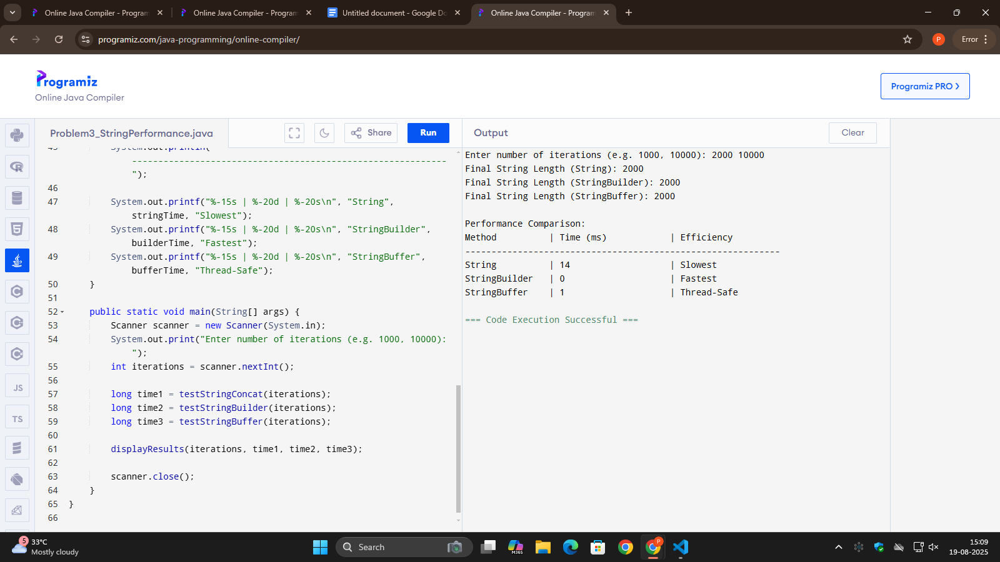 Online Java Compiler - Program
Online Java Compiler - Program
Untitled document - Google Do
Online Java Compiler - Program
programiz.com/java-programming/online-compiler/
P
Error
Programiz
Online Java Compiler
Programiz PRO
Problem3_StringPerformance.java
Share
Run
Output
Clear
45 System.out.println("
------------------------------------------------------------
");
46
47 System.out.printf("%-15s | %-20d | %-20s\n", "String",
stringTime, "Slowest");
48 System.out.printf("%-15s | %-20d | %-20s\n", "StringBuilder",
builderTime, "Fastest");
49 System.out.printf("%-15s | %-20d | %-20s\n", "StringBuffer",
bufferTime, "Thread-Safe");
50 }
51
52 public static void main(String[] args) {
53 Scanner scanner = new Scanner(System.in);
54 System.out.print("Enter number of iterations (e.g. 1000, 10000):
");
55 int iterations = scanner.nextInt();
56
57 long time1 = testStringConcat(iterations);
58 long time2 = testStringBuilder(iterations);
59 long time3 = testStringBuffer(iterations);
60
61 displayResults(iterations, time1, time2, time3);
62
63 scanner.close();
64 }
65 }
66
Enter number of iterations (e.g. 1000, 10000): 2000 10000
Final String Length (String): 2000
Final String Length (StringBuilder): 2000
Final String Length (StringBuffer): 2000
Performance Comparison:
Method | Time (ms) | Efficiency
------------------------------------------------------------
String | 14 | Slowest
StringBuilder | 0 | Fastest
StringBuffer | 1 | Thread-Safe
=== Code Execution Successful ===
R
JS
TS
5
33°C
Mostly cloudy
Search
M365
P
15:09
19-08-2025